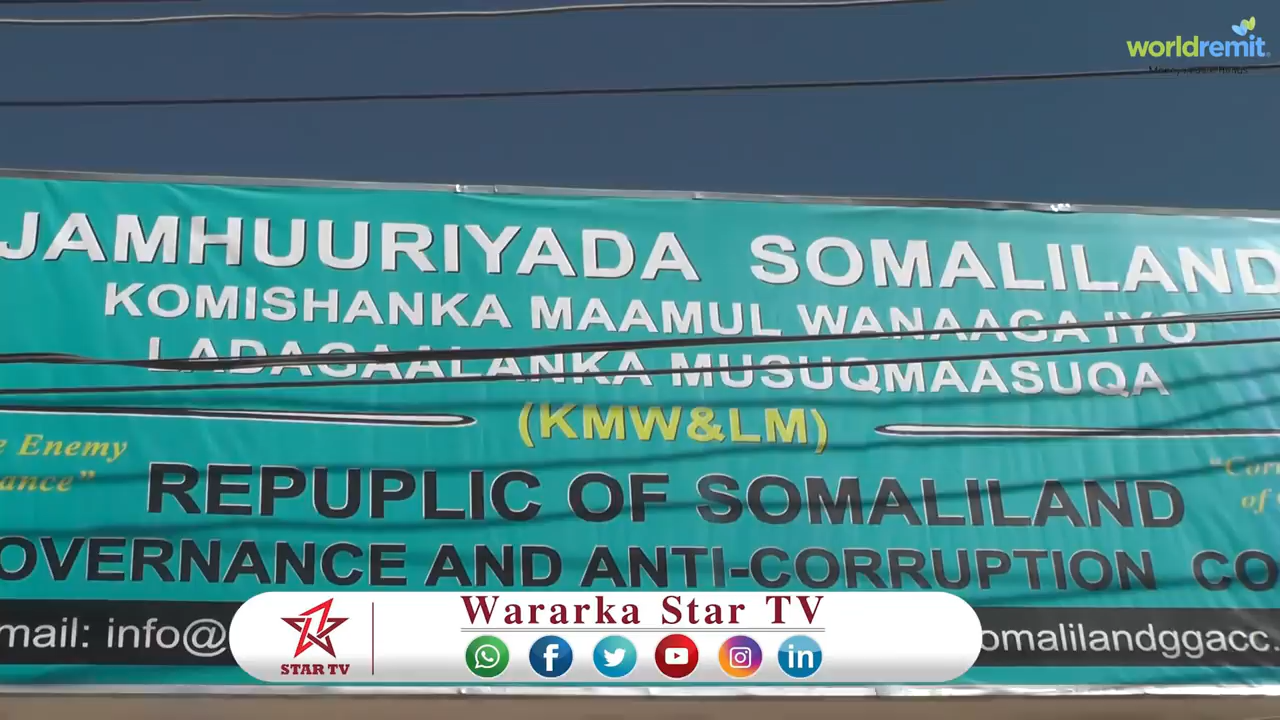 worldremit
JAMHUURIYADA SOMALILAND
KOMISHANKA MAAMUL WANAAGA IYO
LADAGAALANKA MUSUQMAASUQA
(KMW&LM)
Enemy
REPUPLIC OF SOMALILAND
OVERNANCE AND ANTI-CORRUPTION CO
mail: info@
omalilandggacc.
of
Wararka Star TV
STAR TV